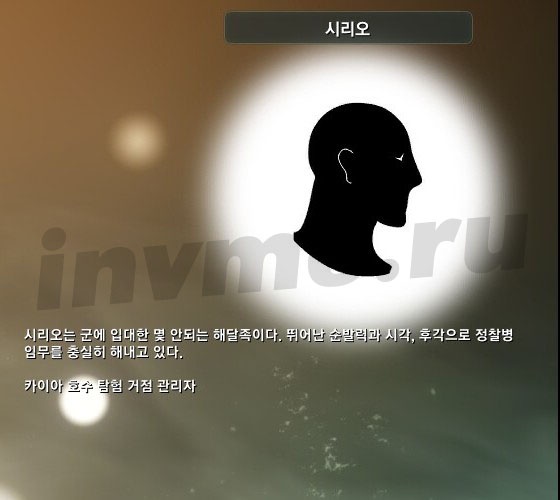 시리오
invme.ru
시리오는 군에 입대한 몇 안되는 해달족이다. 뛰어난 순발력과 시각, 후각으로 정찰병
임무를 충실히 해내고 있다.
카이아 호수 탐험 거점 관리자